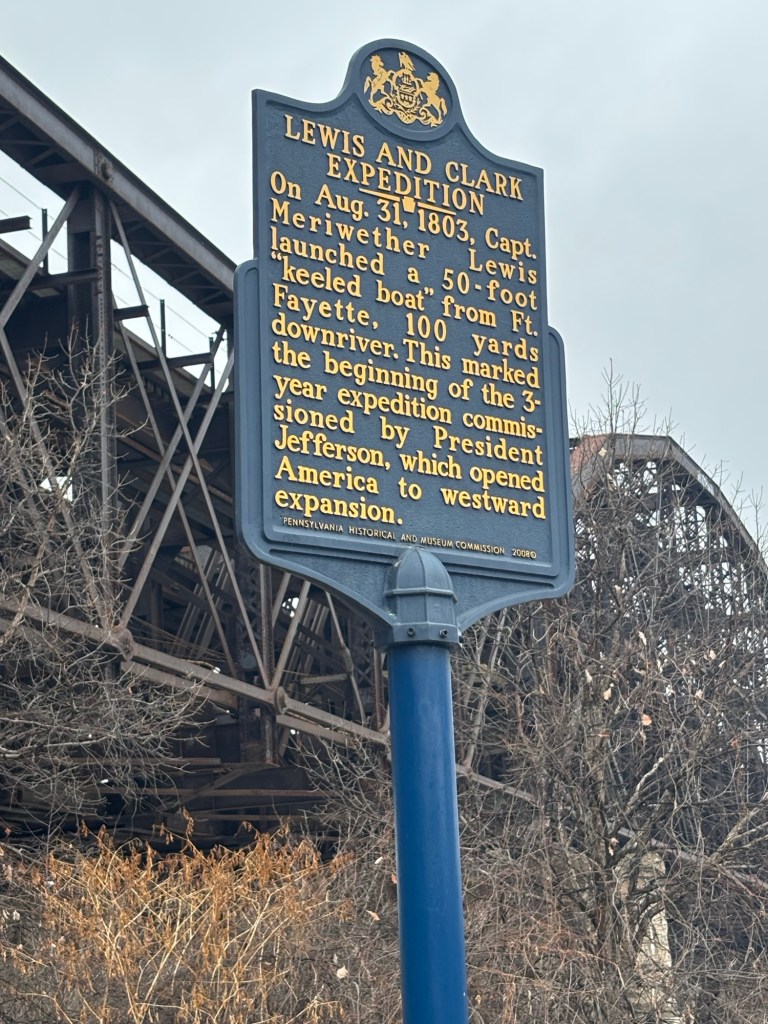 LEWIS AND CLARK
EXPEDITION
On Aug. 31, 1803, Capt.
Meriwether Lewis
launched a 50-foot
“keeled boat” from Ft.
Fayette, 100 yards
downriver. This marked
the beginning of the 3-
year expedition commis-
sioned by President
Jefferson, which opened
America to westward
expansion.
PENNSYLVANIA HISTORICAL AND MUSEUM COMMISSION 2008©